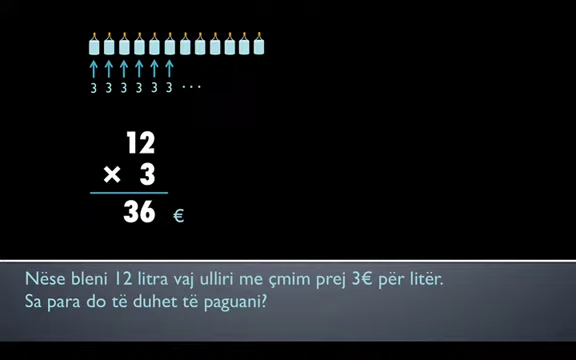 3 3 3 3 3 3 ...
12
× 3
36 €
Nëse bleni 12 litra vaj ulliri me çmim prej 3€ për litër.
Sa para do të duhet të paguani?